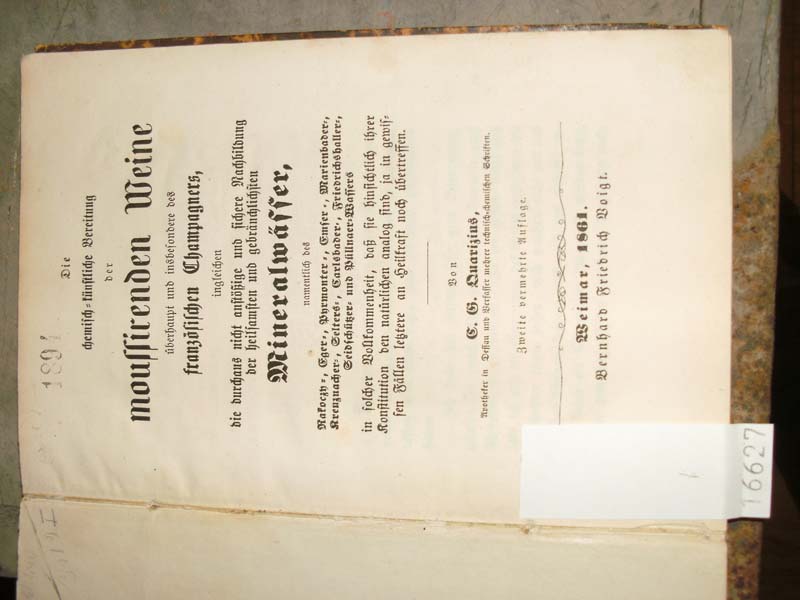 1891
Die
chemisch-künstliche Bereitung
der
moussirenden Weine
überhaupt und insbesondere des
französischen Champagners,
ingleichen
die durchaus nicht anstößige und sichere Nachbildung
der heilsamsten und gebräuchlichsten
Mineralwässer,
namentlich des
Rakoczy-, Eger-, Pyrmonter-, Emser-, Marienbader-,
Kreuznacher-, Selters-, Carlsbader-, Friedrichshaller-,
Seidschützer- und Püllnaer-Wassers
in solcher Vollkommenheit, daß sie hinsichtlich ihrer
Konstitution den natürlichen analog sind, ja in gewis-
sen Fällen letztere an Heilkraft noch übertreffen.
Von
E. G. Quarizius,
Apotheker in Dessau und Verfasser mehrer technisch-chemischen Schriften.
Zweite vermehrte Auflage.
Weimar, 1861.
Bernhard Friedrich Voigt.
16627